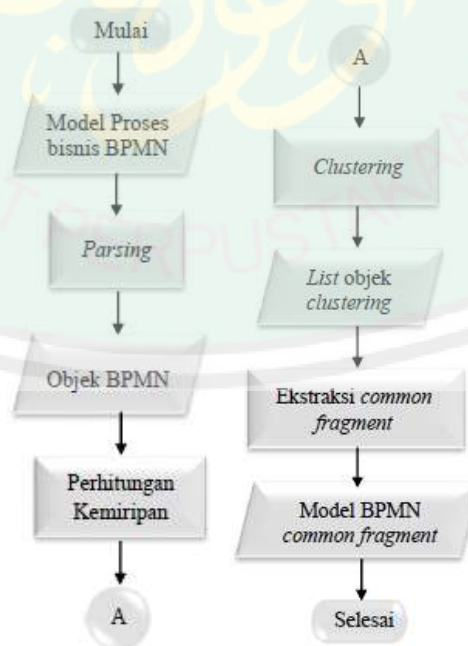 Mulai
Model Proses
bisnis BPMN
Parsing
Objek BPMN
Perhitungan
Kemiripan
A
A
Clustering
List objek
clustering
Ekstraksi common
fragment
Model BPMN
common fragment
Selesai